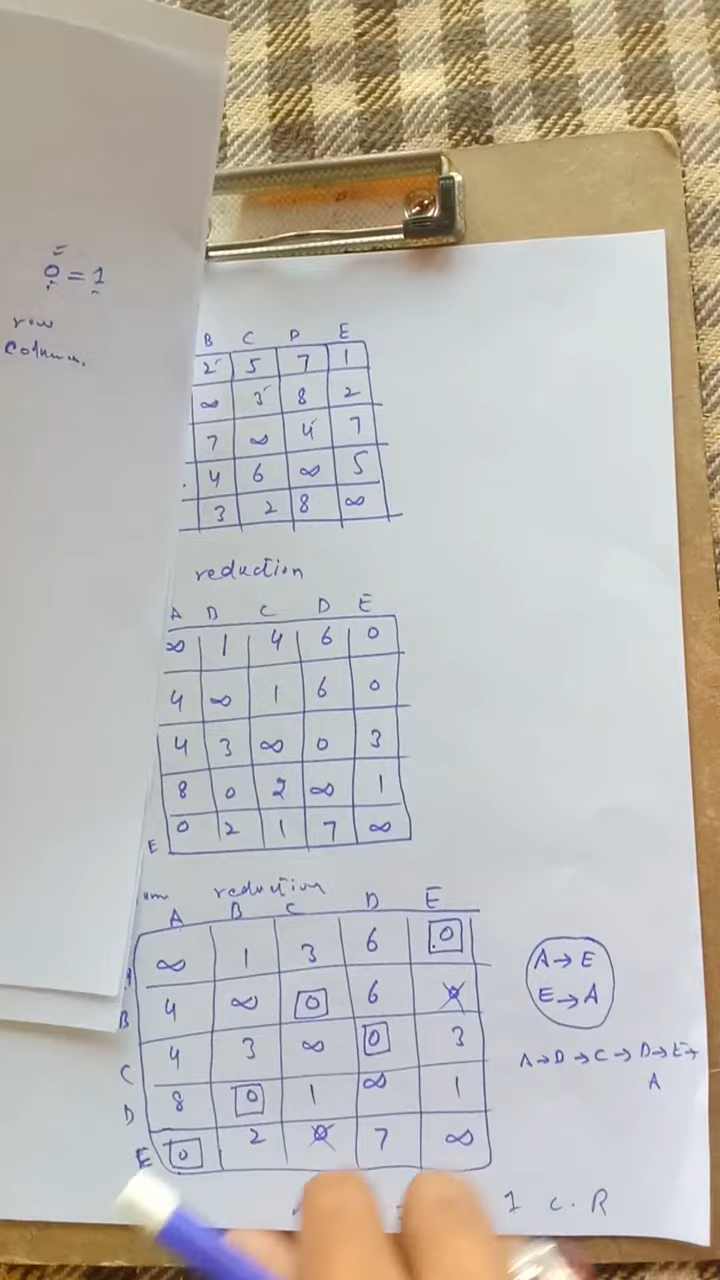 0 = 1
row
column.
B C D E
2 5 7 1
∞ 3 8 2
7 ∞ 4 7
4 6 ∞ 5
3 2 8 ∞
reduction
A B C D E
∞ 1 4 6 0
4 ∞ 1 6 0
4 3 ∞ 0 3
8 0 2 ∞ 1
E 0 2 1 7 ∞
um reduction
A B C D E
A ∞ 1 3 6 0
B 4 ∞ 0 6 0
C 4 3 ∞ 0 3
D 8 0 1 ∞ 1
E 0 2 0 7 ∞
A → E
E → A
A → D → C → D → E →
A
1 C.R